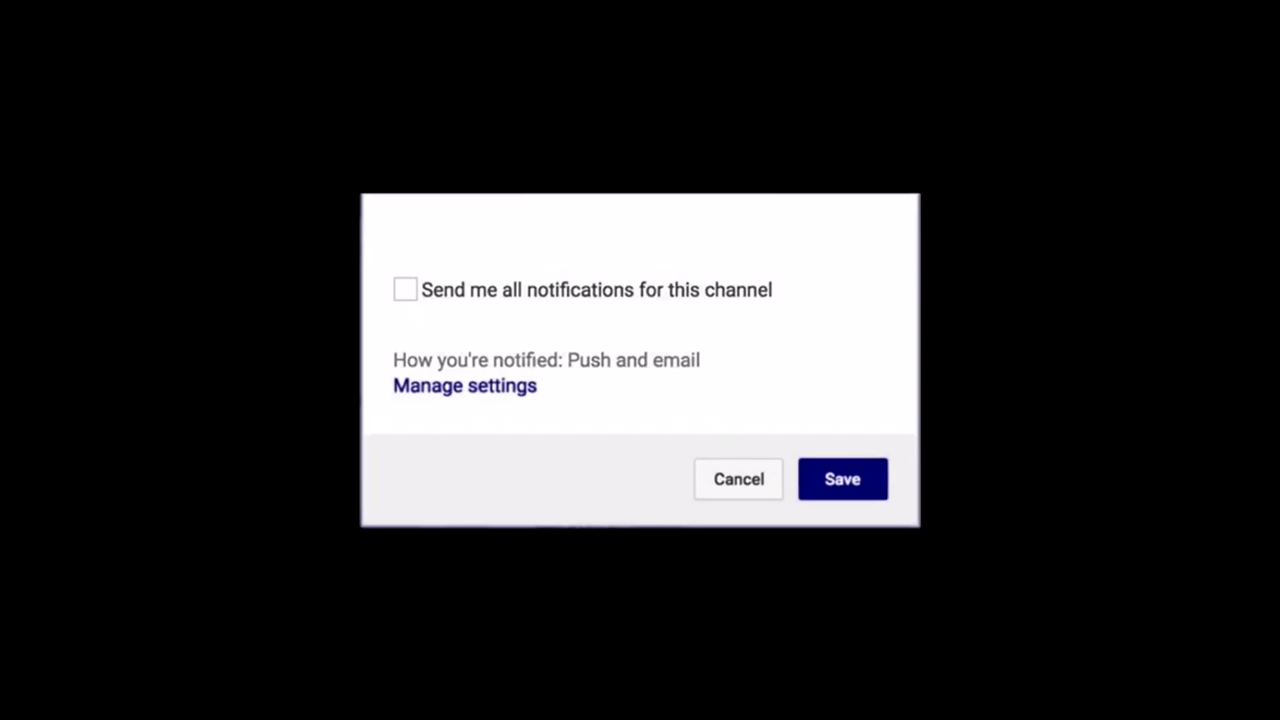 Send me all notifications for this channel
How you're notified: Push and email
Manage settings
Cancel Save